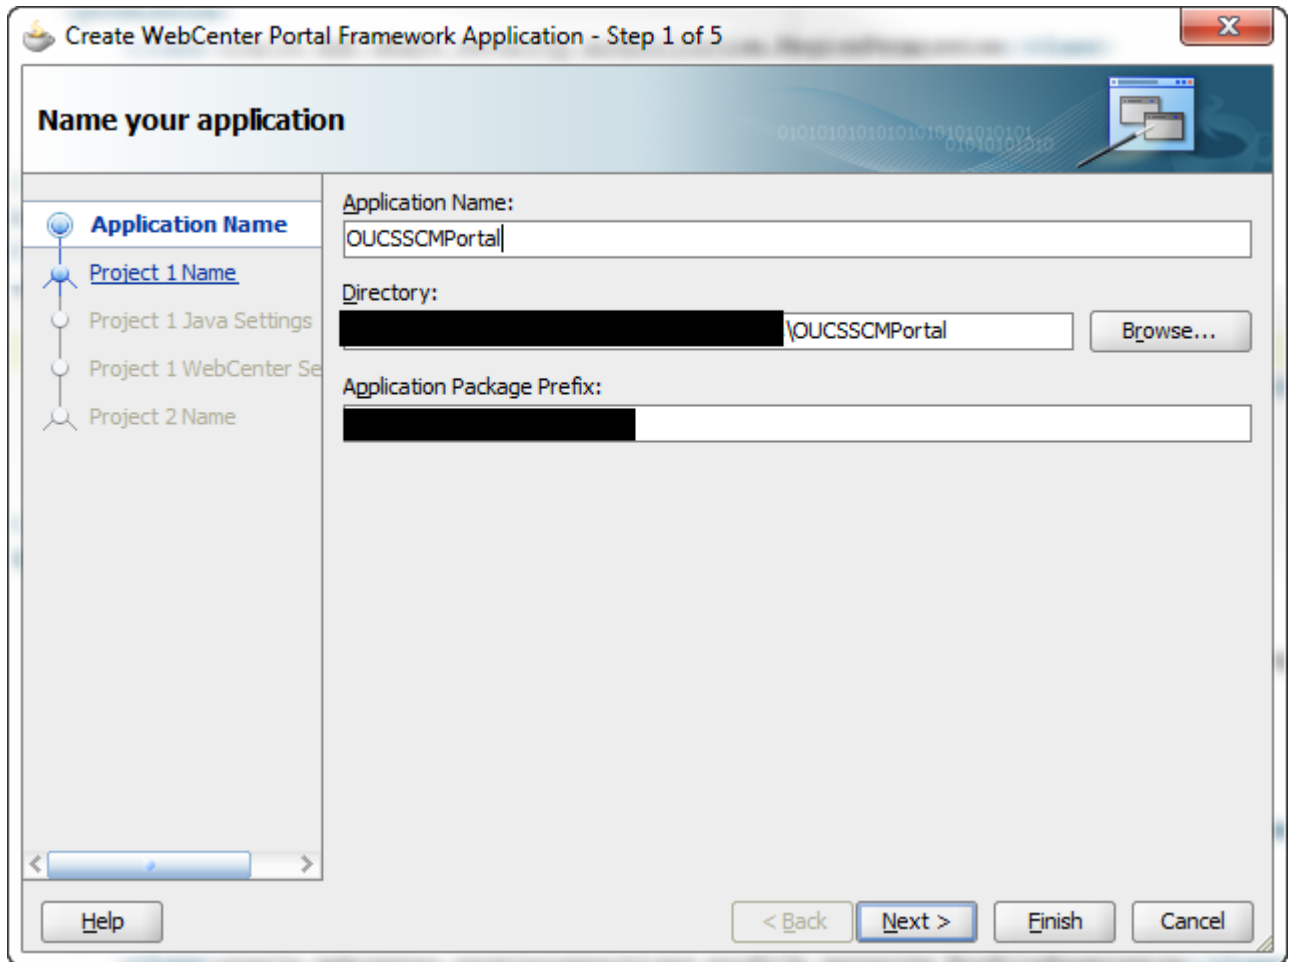 Create WebCenter Portal Framework Application - Step 1 of 5
Name your application
0101010101010101010101010101
01010101010
Application Name
Project 1 Name
Project 1 Java Settings
Project 1 WebCenter Se
Project 2 Name
Application Name:
OUCSSCMPortal
Directory:
\OUCSSCMPortal
Browse...
Application Package Prefix:
Help
< Back
Next >
Finish
Cancel